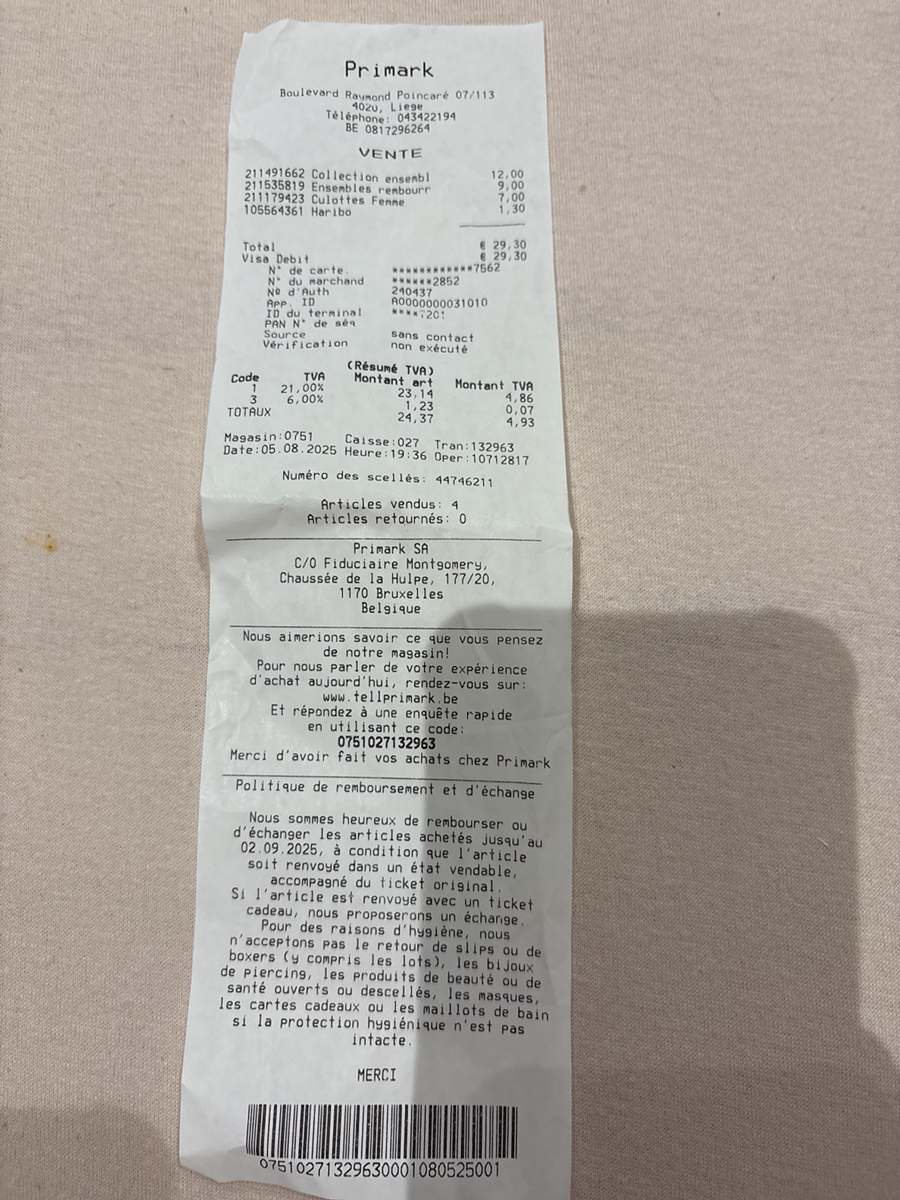 Primark
Boulevard Raymond Poincaré 07/113
4020, Liege
Téléphone: 043422194
BE 0817296264
VENTE
211491662 Collection ensembl 12,00
211535819 Ensembles rembourr 9,00
211179423 Culottes Femme 7,00
105564361 Haribo 1,30
Total € 29,30
Visa Debit € 29,30
N° de carte. ************7562
N° du marchand ******2852
Nº d'Auth 240437
App. ID A0000000031010
ID du terminal ****7201
PAN N° de séq
Source sans contact
Vérification non exécuté
(Résumé TVA)
Code TVA Montant art Montant TVA
1 21,00% 23,14 4,86
3 6,00% 1,23 0,07
TOTAUX 24,37 4,93
Magasin:0751 Caisse:027 Tran:132963
Date:05.08.2025 Heure:19:36 Oper:10712817
Numéro des scellés: 44746211
Articles vendus: 4
Articles retournés: 0
Primark SA
C/O Fiduciaire Montgomery,
Chaussée de la Hulpe, 177/20,
1170 Bruxelles
Belgique
Nous aimerions savoir ce que vous pensez
de notre magasin!
Pour nous parler de votre expérience
d'achat aujourd'hui, rendez-vous sur:
www.tellprimark.be
Et répondez à une enquête rapide
en utilisant ce code:
0751027132963
Merci d'avoir fait vos achats chez Primark
Politique de remboursement et d'échange
Nous sommes heureux de rembourser ou
d'échanger les articles achetés jusqu'au
02.09.2025, à condition que l'article
soit renvoyé dans un état vendable,
accompagné du ticket original.
Si l'article est renvoyé avec un ticket
cadeau, nous proposerons un échange.
Pour des raisons d'hygiène, nous
n'acceptons pas le retour de slips ou de
boxers (y compris les lots), les bijoux
de piercing, les produits de beauté ou de
santé ouverts ou descellés, les masques,
les cartes cadeaux ou les maillots de bain
si la protection hygiénique n'est pas
intacte.
MERCI
07510271329630001080525001